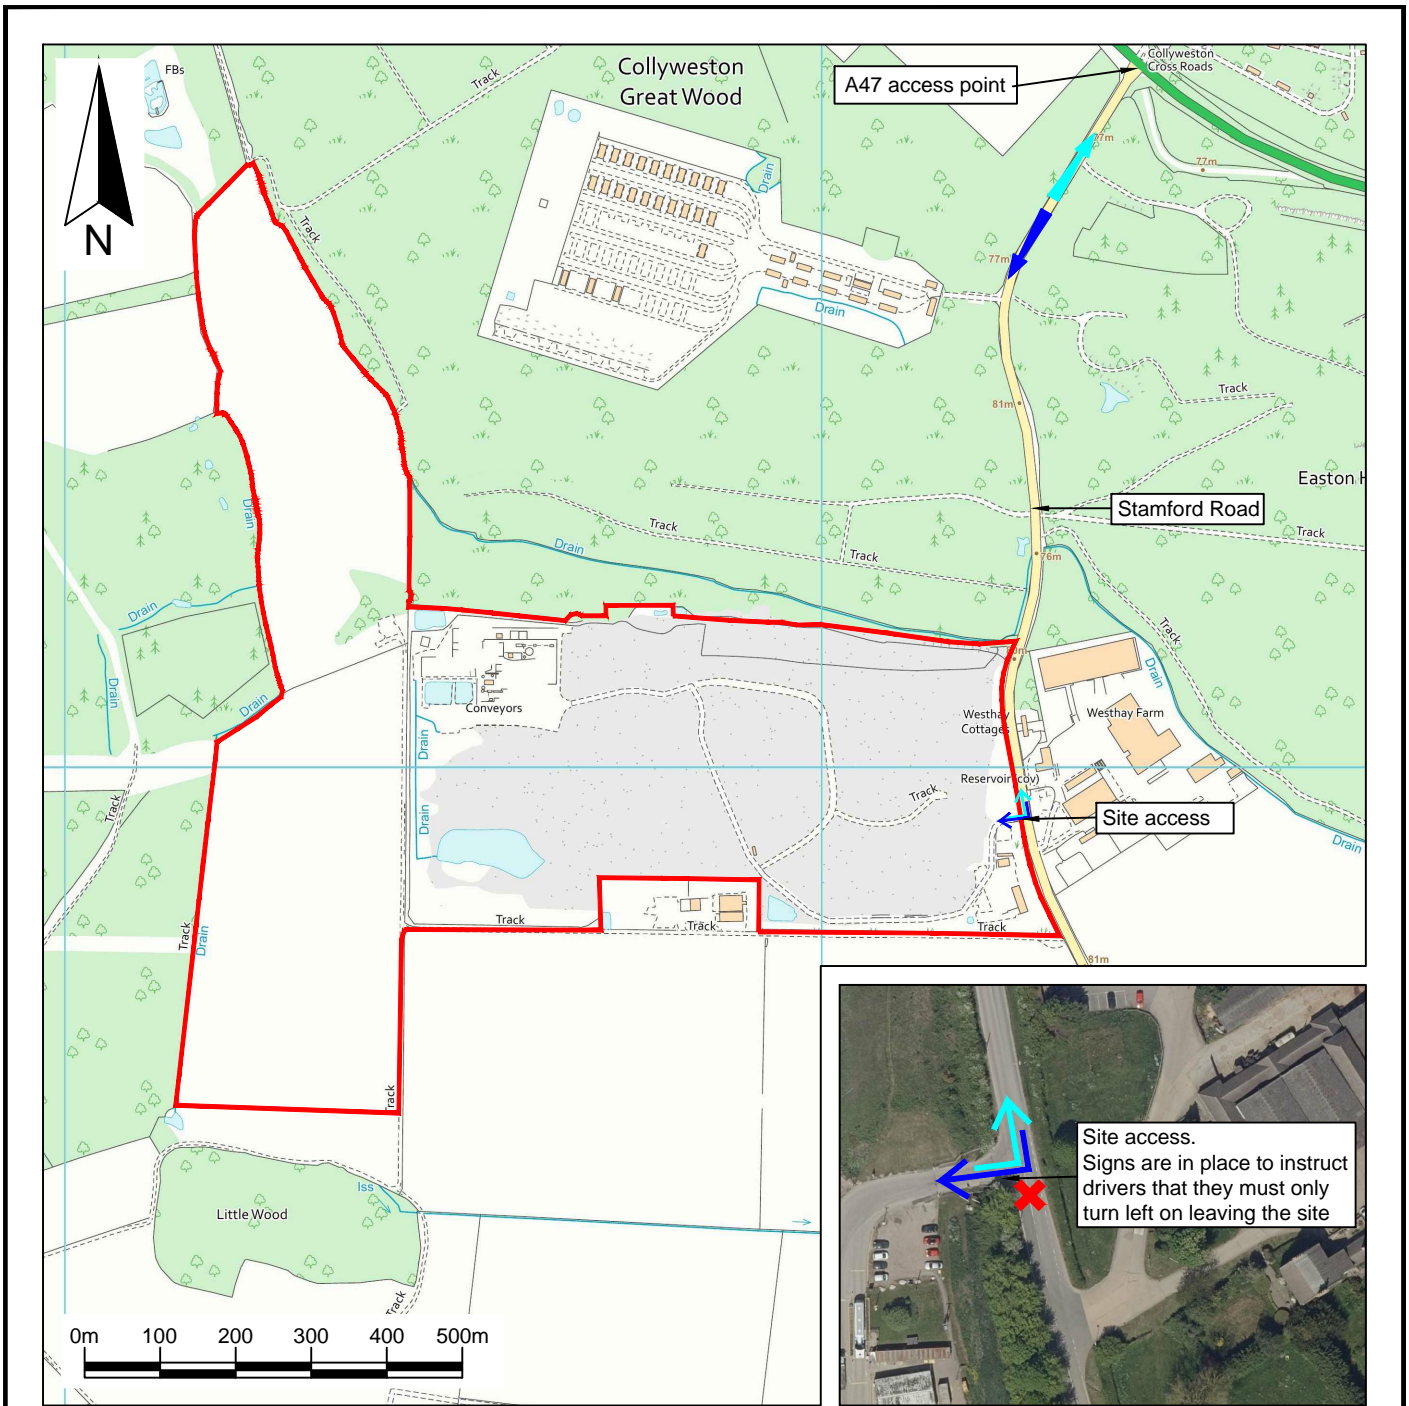 FBs
Track
Collyweston
Great Wood
A47 access point
Collyweston
Cross Roads
77m
77m
N
Track
Drain
77m
Drain
81m
Track
Easton H
Stamford Road
Drain
Track
Track
Track
Drain
76m
Drain
Track
Drain
Drain
Drain
Conveyors
Westhay
Cottages
Westhay Farm
Drain
Reservoir (cov)
Track
Drain
Track
Drain
Site access
Drain
Track
Track
Track
Track
Drain
81m
Track
Iss
Little Wood
Track
Site access.
Signs are in place to instruct
drivers that they must only
turn left on leaving the site
0m 100 200 300 400 500m